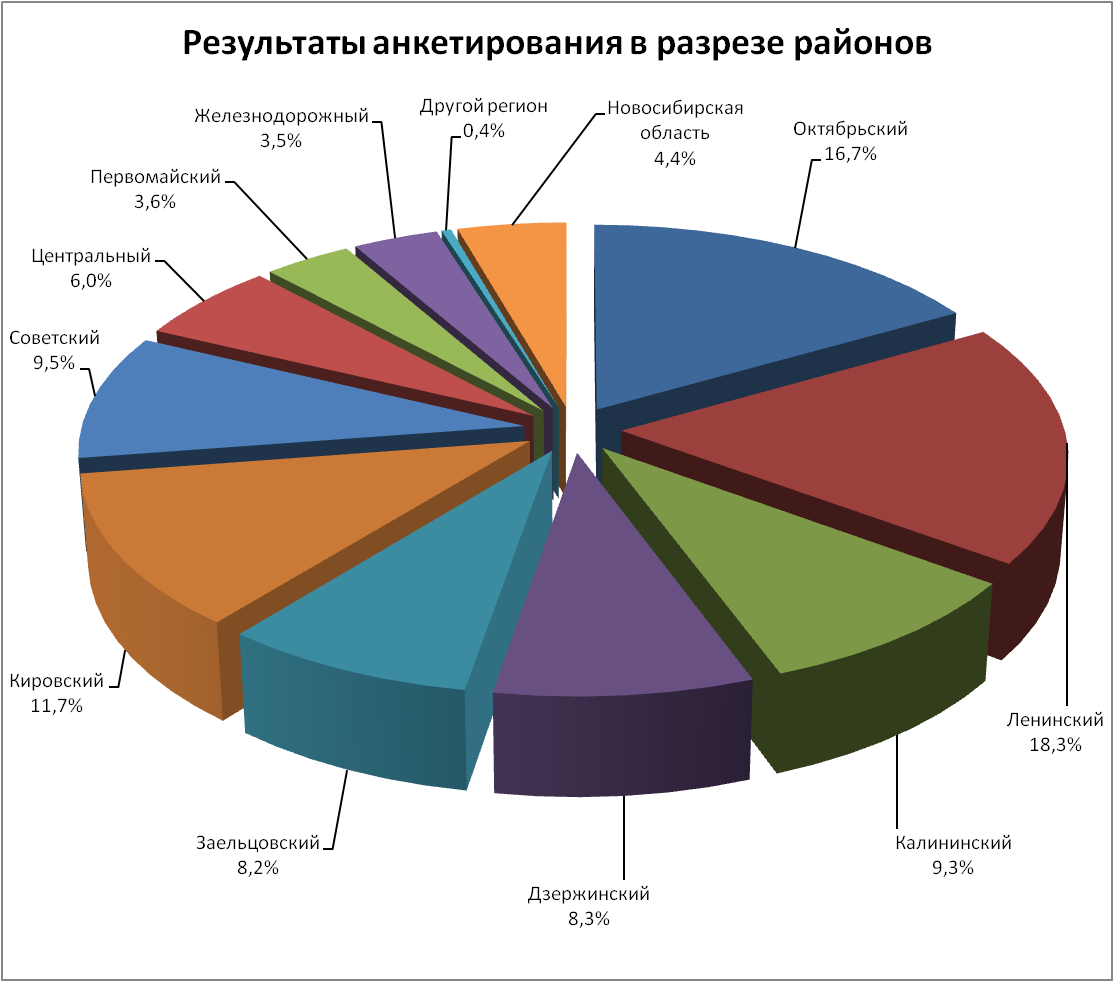 Результаты анкетирования в разрезе районов
Другой регион
0,4%
Новосибирская
область
4,4%
Железнодорожный
3,5%
Октябрьский
16,7%
Первомайский
3,6%
Центральный
6,0%
Советский
9,5%
Кировский
11,7%
Ленинский
18,3%
Заельцовский
8,2%
Калининский
9,3%
Дзержинский
8,3%